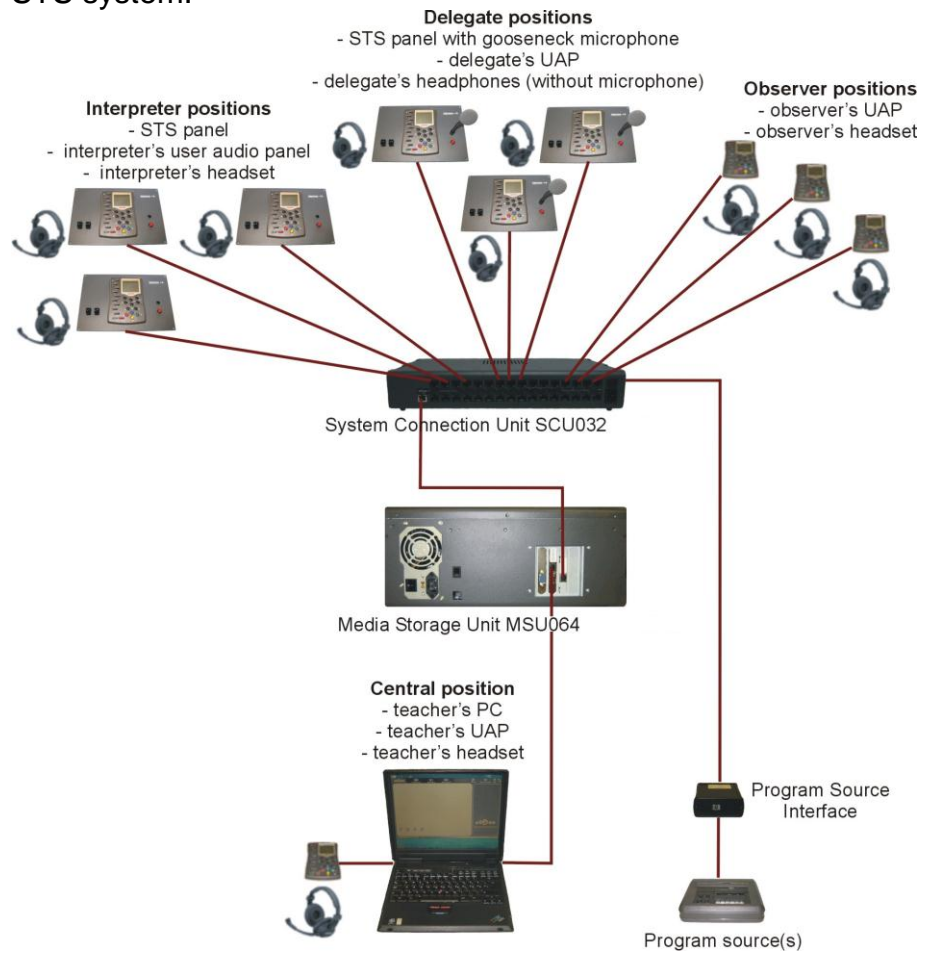 STS system.
Delegate positions
- STS panel with gooseneck microphone
- delegate's UAP
- delegate's headphones (without microphone)
Interpreter positions
- STS panel
- interpreter's user audio panel
- interpreter's headset
Observer positions
- observer's UAP
- observer's headset
System Connection Unit SCU032
Media Storage Unit MSU064
Central position
- teacher's PC
- teacher's UAP
- teacher's headset
Program Source
Interface
Program source(s)